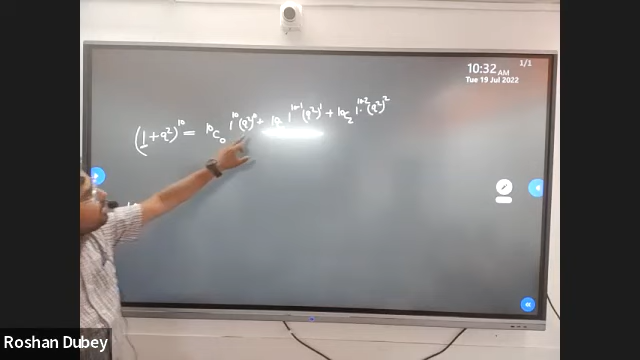 10:32 AM
Tue 19 Jul 2022
1/1
(1+q²)¹⁰ = ¹⁰C₀ 1¹⁰(q²)⁰ + ¹⁰C₁ 1¹⁰⁻¹(q²)¹ + ¹⁰C₂ 1¹⁰⁻²(q²)²
Roshan Dubey